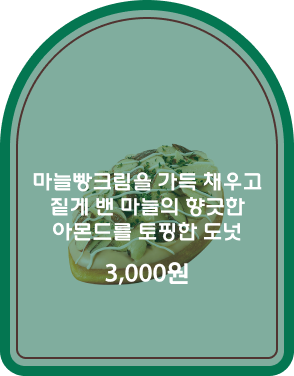 마늘빵크림을 가득 채우고
짙게 밴 마늘의 향긋한
아몬드를 토핑한 도넛
3,000원